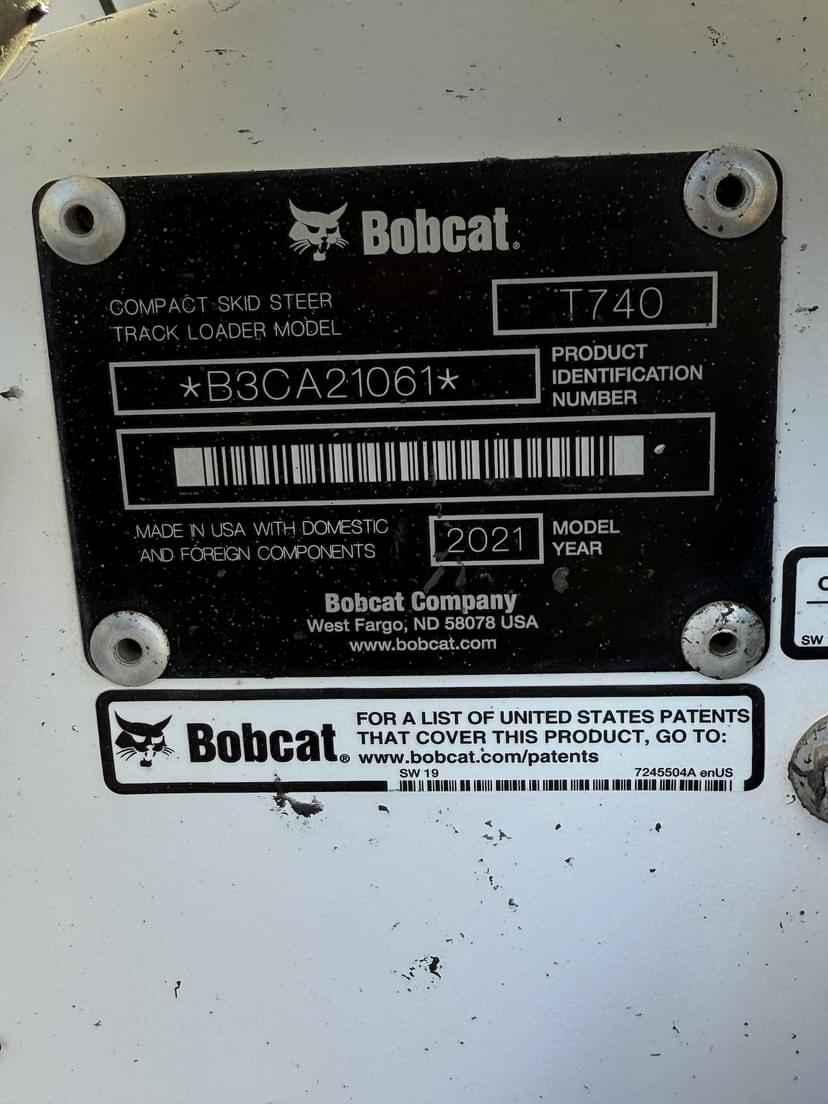 Bobcat®
COMPACT SKID STEER
TRACK LOADER MODEL
T740
*B3CA21061*
PRODUCT
IDENTIFICATION
NUMBER
MADE IN USA WITH DOMESTIC
AND FOREIGN COMPONENTS
2021
MODEL
YEAR
Bobcat Company
West Fargo, ND 58078 USA
www.bobcat.com
Bobcat®
FOR A LIST OF UNITED STATES PATENTS
THAT COVER THIS PRODUCT, GO TO:
www.bobcat.com/patents
SW 19
7245504A enUS
SW